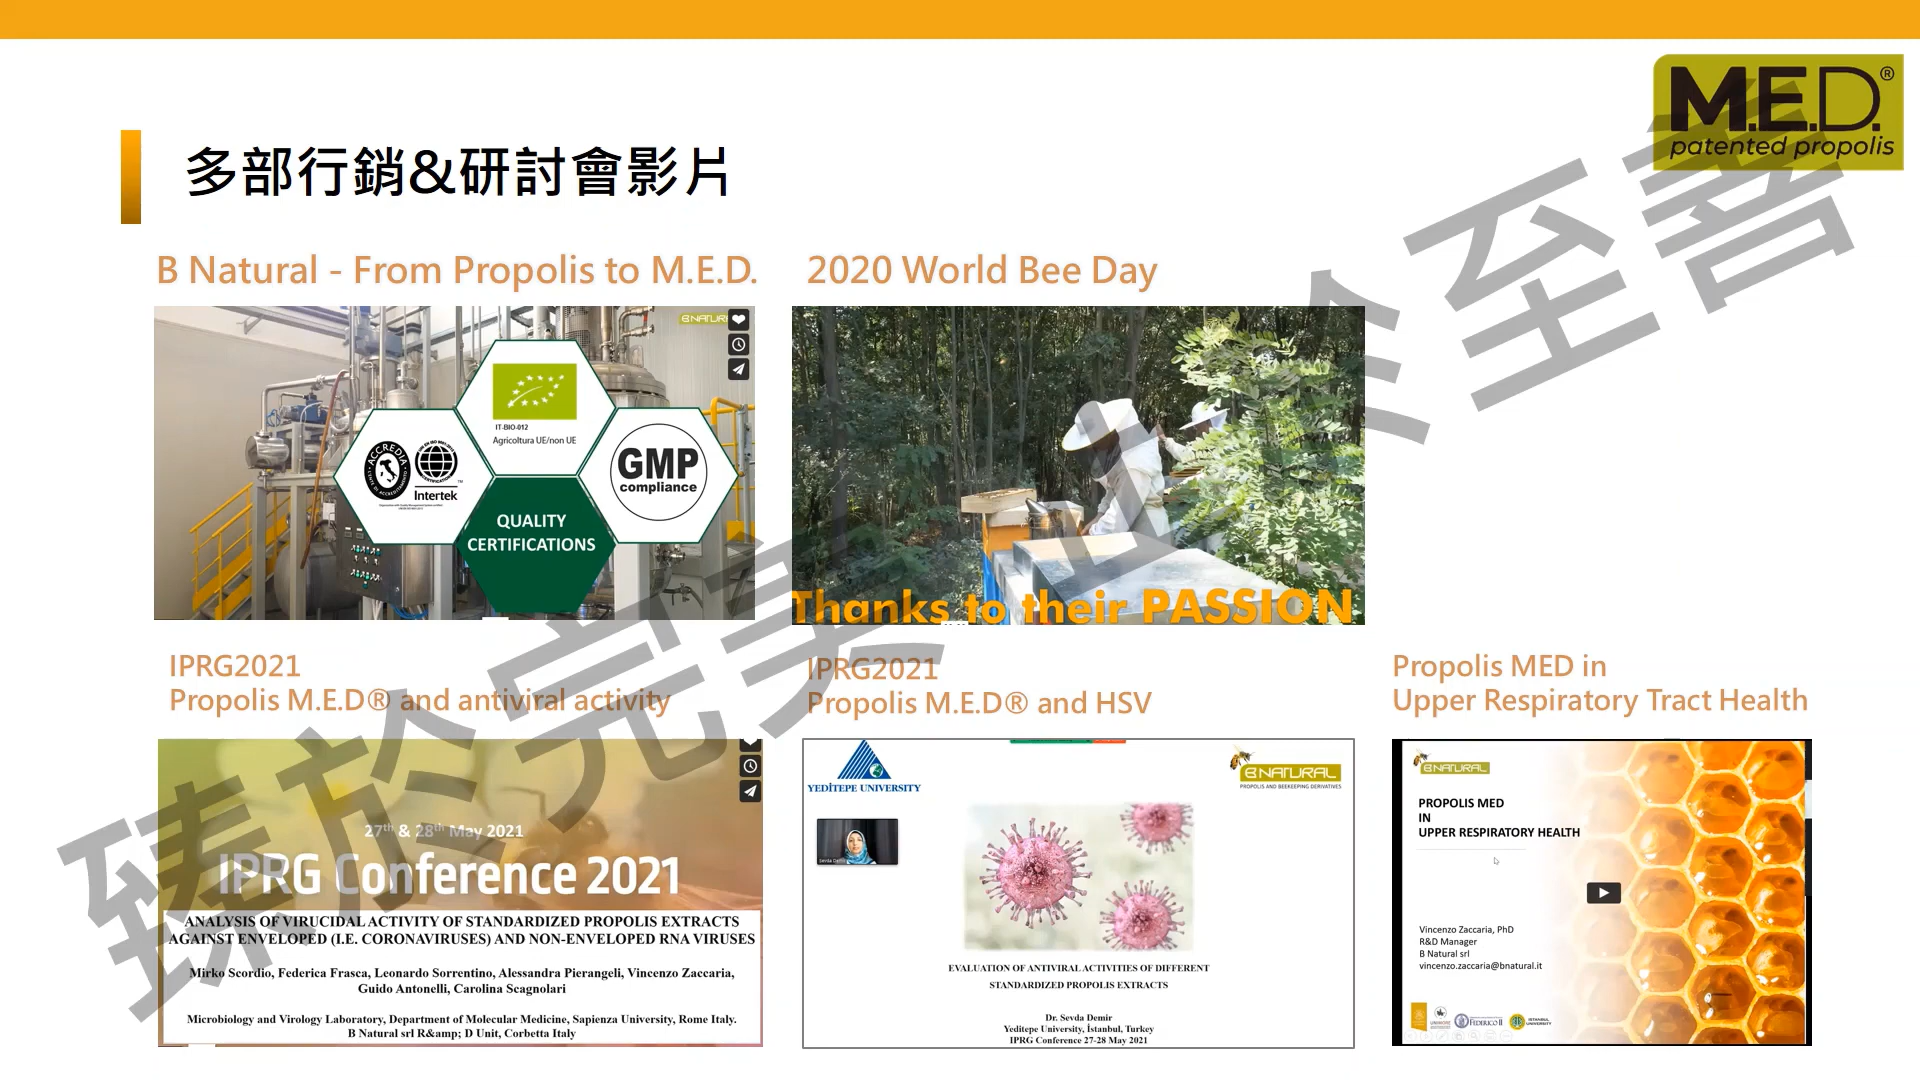 M.E.D.®
patented propolis
多部行銷&研討會影片
B Natural - From Propolis to M.E.D.
2020 World Bee Day
B NATURAL
IT-BIO-012
Agricoltura UE/non UE
ACCREDIA
Intertek
GMP
compliance
QUALITY
CERTIFICATIONS
Thanks to their PASSION
IPRG2021
Propolis M.E.D® and antiviral activity
IPRG2021
Propolis M.E.D® and HSV
Propolis MED in
Upper Respiratory Tract Health
27th & 28th May 2021
IPRG Conference 2021
ANALYSIS OF VIRUCIDAL ACTIVITY OF STANDARDIZED PROPOLIS EXTRACTS
AGAINST ENVELOPED (I.E. CORONAVIRUSES) AND NON-ENVELOPED RNA VIRUSES
Mirko Scordio, Federica Frasca, Leonardo Sorrentino, Alessandra Pierangeli, Vincenzo Zaccaria,
Guido Antonelli, Carolina Scagnolari
Microbiology and Virology Laboratory, Department of Molecular Medicine, Sapienza University, Rome Italy.
B Natural srl R&amp; D Unit, Corbetta Italy
YEDİTEPE UNIVERSITY
B NATURAL
PROPOLIS AND BEEKEEPING DERIVATIVES
EVALUATION OF ANTIVIRAL ACTIVITIES OF DIFFERENT
STANDARDIZED PROPOLIS EXTRACTS
Dr. Sevda Demir
Yeditepe University, İstanbul, Turkey
IPRG Conference 27-28 May 2021
B NATURAL
PROPOLIS MED
IN
UPPER RESPIRATORY HEALTH
Vincenzo Zaccaria, PhD
R&D Manager
B Natural srl
vincenzo.zaccaria@bnatural.it
FEDERICO II
ISTANBUL
UNIVERSITY
臻於完美 止於至善